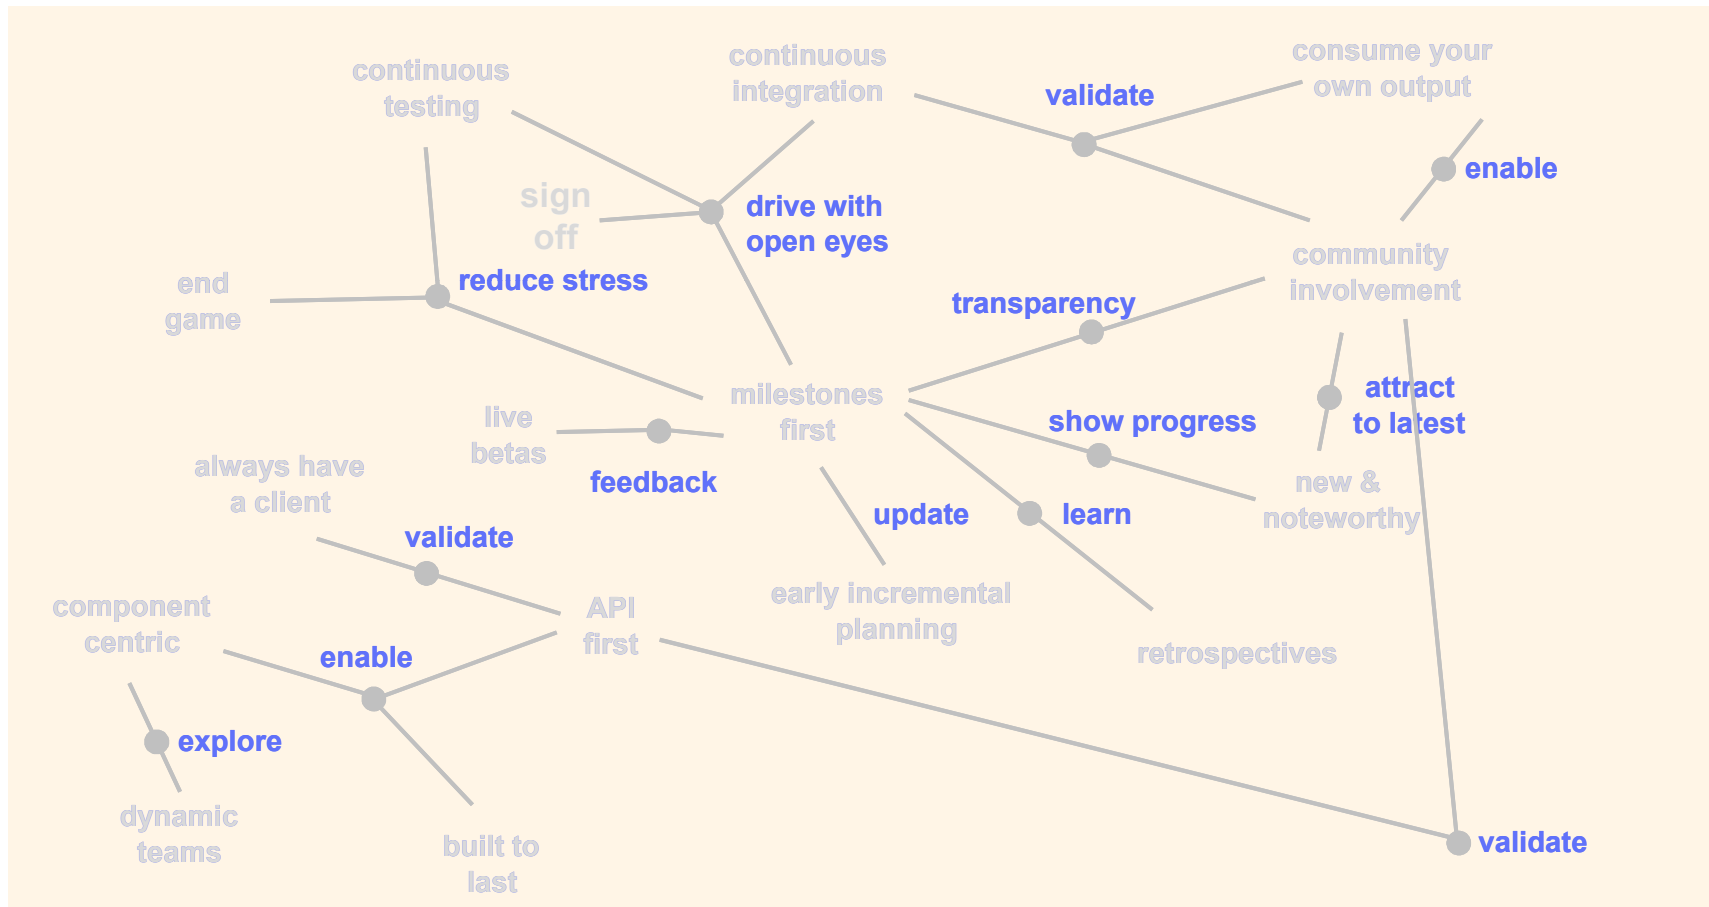 continuous
testing
continuous
integration
consume your
own output
validate
enable
sign
off
drive with
open eyes
community
involvement
end
game
reduce stress
transparency
milestones
first
attract
to latest
live
betas
show progress
always have
a client
feedback
new &
noteworthy
update
learn
validate
component
centric
API
first
early incremental
planning
retrospectives
enable
explore
dynamic
teams
built to
last
validate